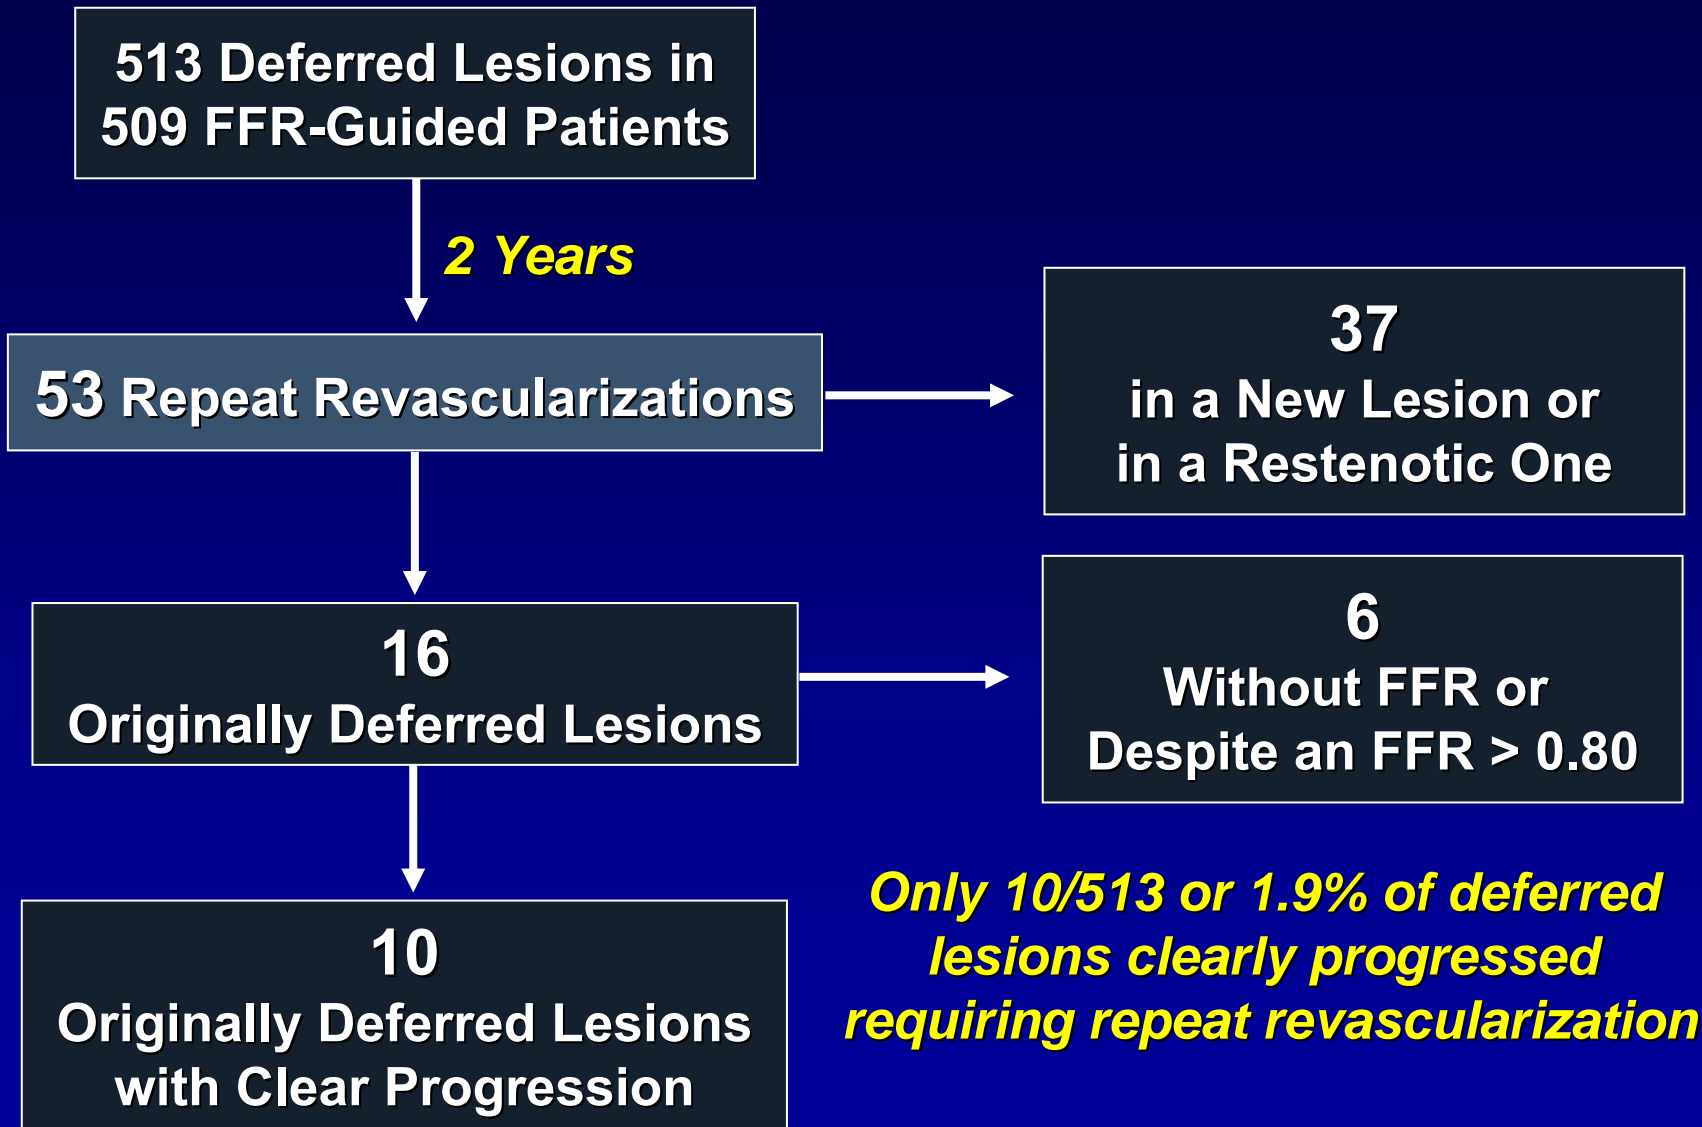 513 Deferred Lesions in
509 FFR-Guided Patients
2 Years
53 Repeat Revascularizations
37
in a New Lesion or
in a Restenotic One
16
Originally Deferred Lesions
6
Without FFR or
Despite an FFR > 0.80
10
Originally Deferred Lesions
with Clear Progression
Only 10/513 or 1.9% of deferred
lesions clearly progressed
requiring repeat revascularization